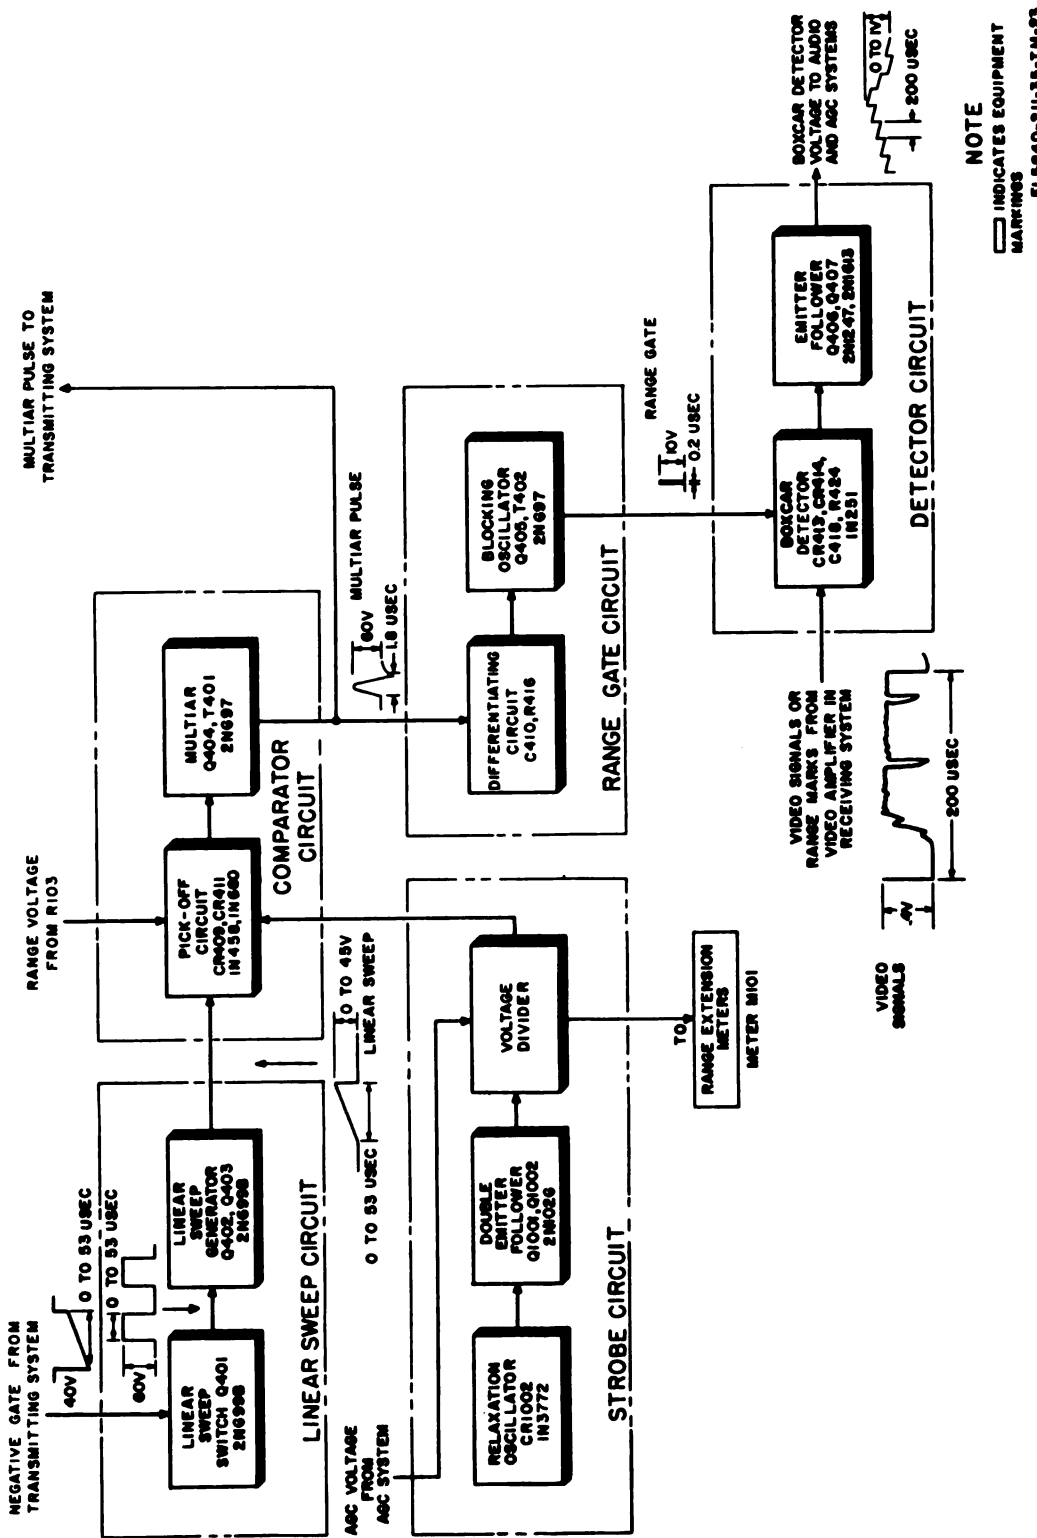 NEGATIVE GATE FROM
TRANSMITTING SYSTEM
40V
0 TO 53 USEC
60V
0 TO 53 USEC
LINEAR
SWEEP
SWITCH Q401
2N699B
LINEAR
SWEEP
GENERATOR
Q402, Q403
2N699B
LINEAR SWEEP CIRCUIT
0 TO 53 USEC
0 TO 45V
LINEAR SWEEP
RANGE VOLTAGE
FROM R103
PICK-OFF
CIRCUIT
CR409, CR411
IN458, IN660
MULTIAR
Q404, T401
2N697
COMPARATOR
CIRCUIT
MULTIAR PULSE TO
TRANSMITTING SYSTEM
60V MULTIAR PULSE
1.8 USEC
AGC VOLTAGE
FROM
AGC SYSTEM
RELAXATION
OSCILLATOR
CR1002
IN3772
DOUBLE
EMITTER
FOLLOWER
Q1001, Q1002
2N1026
VOLTAGE
DIVIDER
STROBE CIRCUIT
TO
RANGE EXTENSION
METERS
METER M101
DIFFERENTIATING
CIRCUIT
C410, R416
BLOCKING
OSCILLATOR
Q405, T402
2N697
RANGE GATE CIRCUIT
RANGE GATE
10V
0.2 USEC
VIDEO SIGNALS OR
RANGE MARKS FROM
VIDEO AMPLIFIER IN
RECEIVING SYSTEM
VIDEO
SIGNALS
200 USEC
BOXCAR
DETECTOR
CR413, CR414,
C418, R424
IN251
EMITTER
FOLLOWER
Q406, Q407
2N1247, 2N1613
DETECTOR CIRCUIT
BOXCAR DETECTOR
VOLTAGE TO AUDIO
AND AGC SYSTEMS
0 TO 1V
200 USEC
NOTE
INDICATES EQUIPMENT
MARKINGS